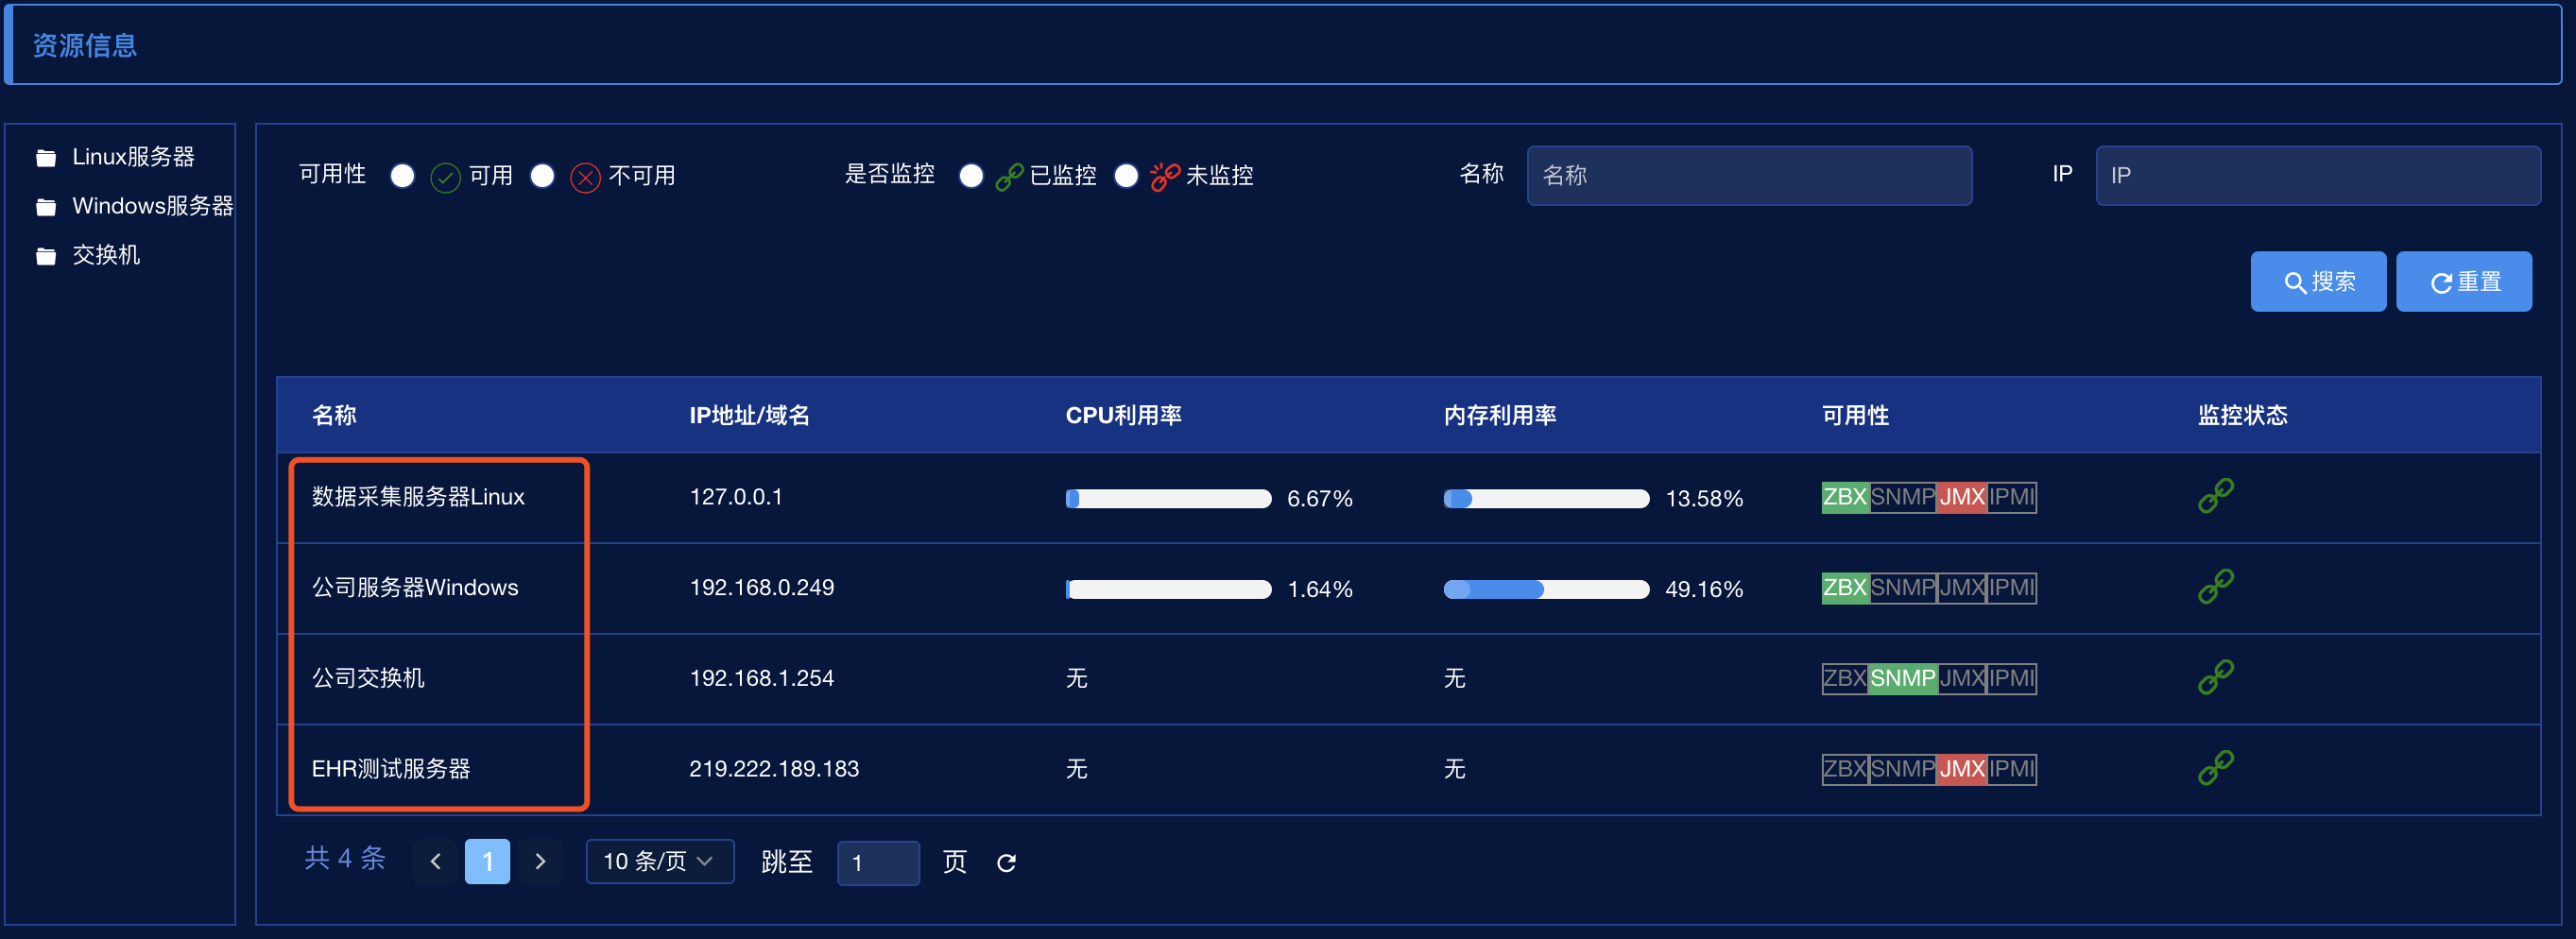 资源信息
Linux服务器
Windows服务器
交换机
可用性 可用 不可用 是否监控 已监控 未监控 名称 名称 IP IP
搜索 重置
名称 IP地址/域名 CPU利用率 内存利用率 可用性 监控状态
数据采集服务器Linux 127.0.0.1 6.67% 13.58% ZBX SNMP JMX IPMI
公司服务器Windows 192.168.0.249 1.64% 49.16% ZBX SNMP JMX IPMI
公司交换机 192.168.1.254 无 无 ZBX SNMP JMX IPMI
EHR测试服务器 219.222.189.183 无 无 ZBX SNMP JMX IPMI
共 4 条 1 10 条/页 跳至 1 页